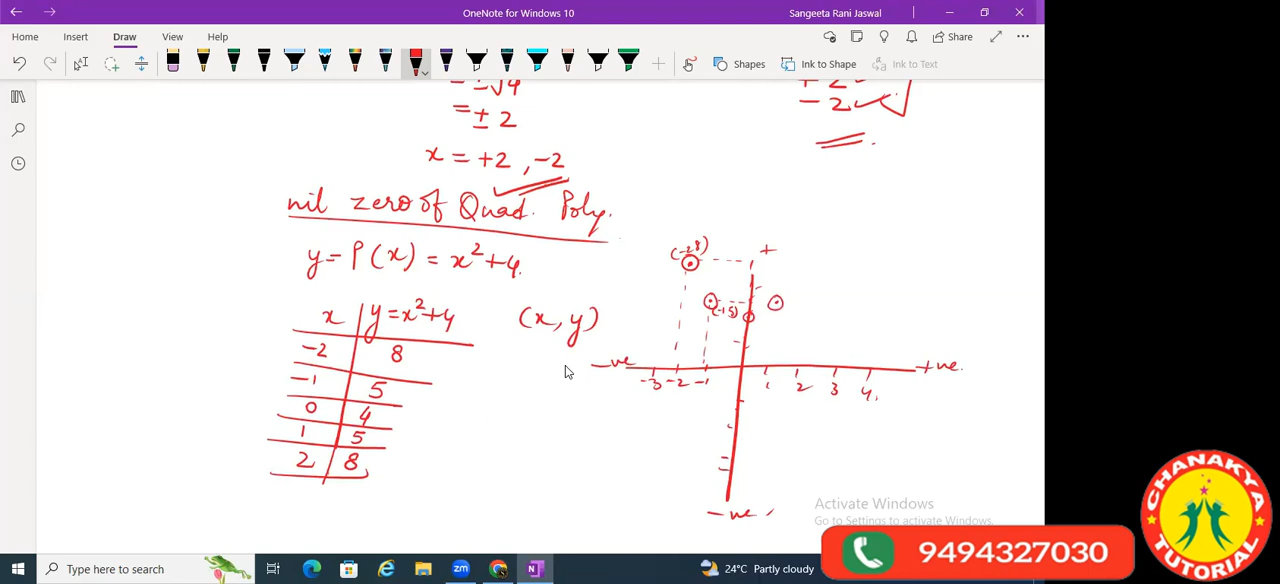 OneNote for Windows 10
Sangeeta Rani Jaswal
Home Insert Draw View Help
Share
Shapes
Ink to Shape
Ink to Text
= ± √4
= ± 2
x = +2, -2
+ 2
- 2
nil zero of Quad. Poly.
y = P(x) = x² + 4
x | y = x² + 4
-2 | 8
-1 | 5
0 | 4
1 | 5
2 | 8
(x, y)
(-2 8)
+
(-1 5)
-ve
+ve.
-3 -2 -1 1 2 3 4
-ve
Activate Windows
Go to Settings to activate Windows.
CHANAKYA
TUTORIAL
9494327030
Type here to search
24°C Partly cloudy